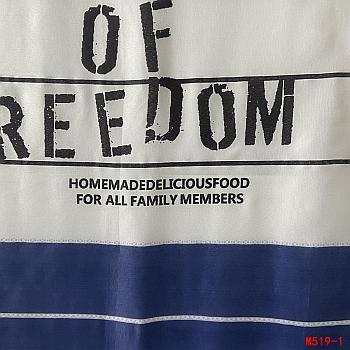 OF
REEDOM
HOMEMADEDELICIOUSFOOD
FOR ALL FAMILY MEMBERS
M519-1